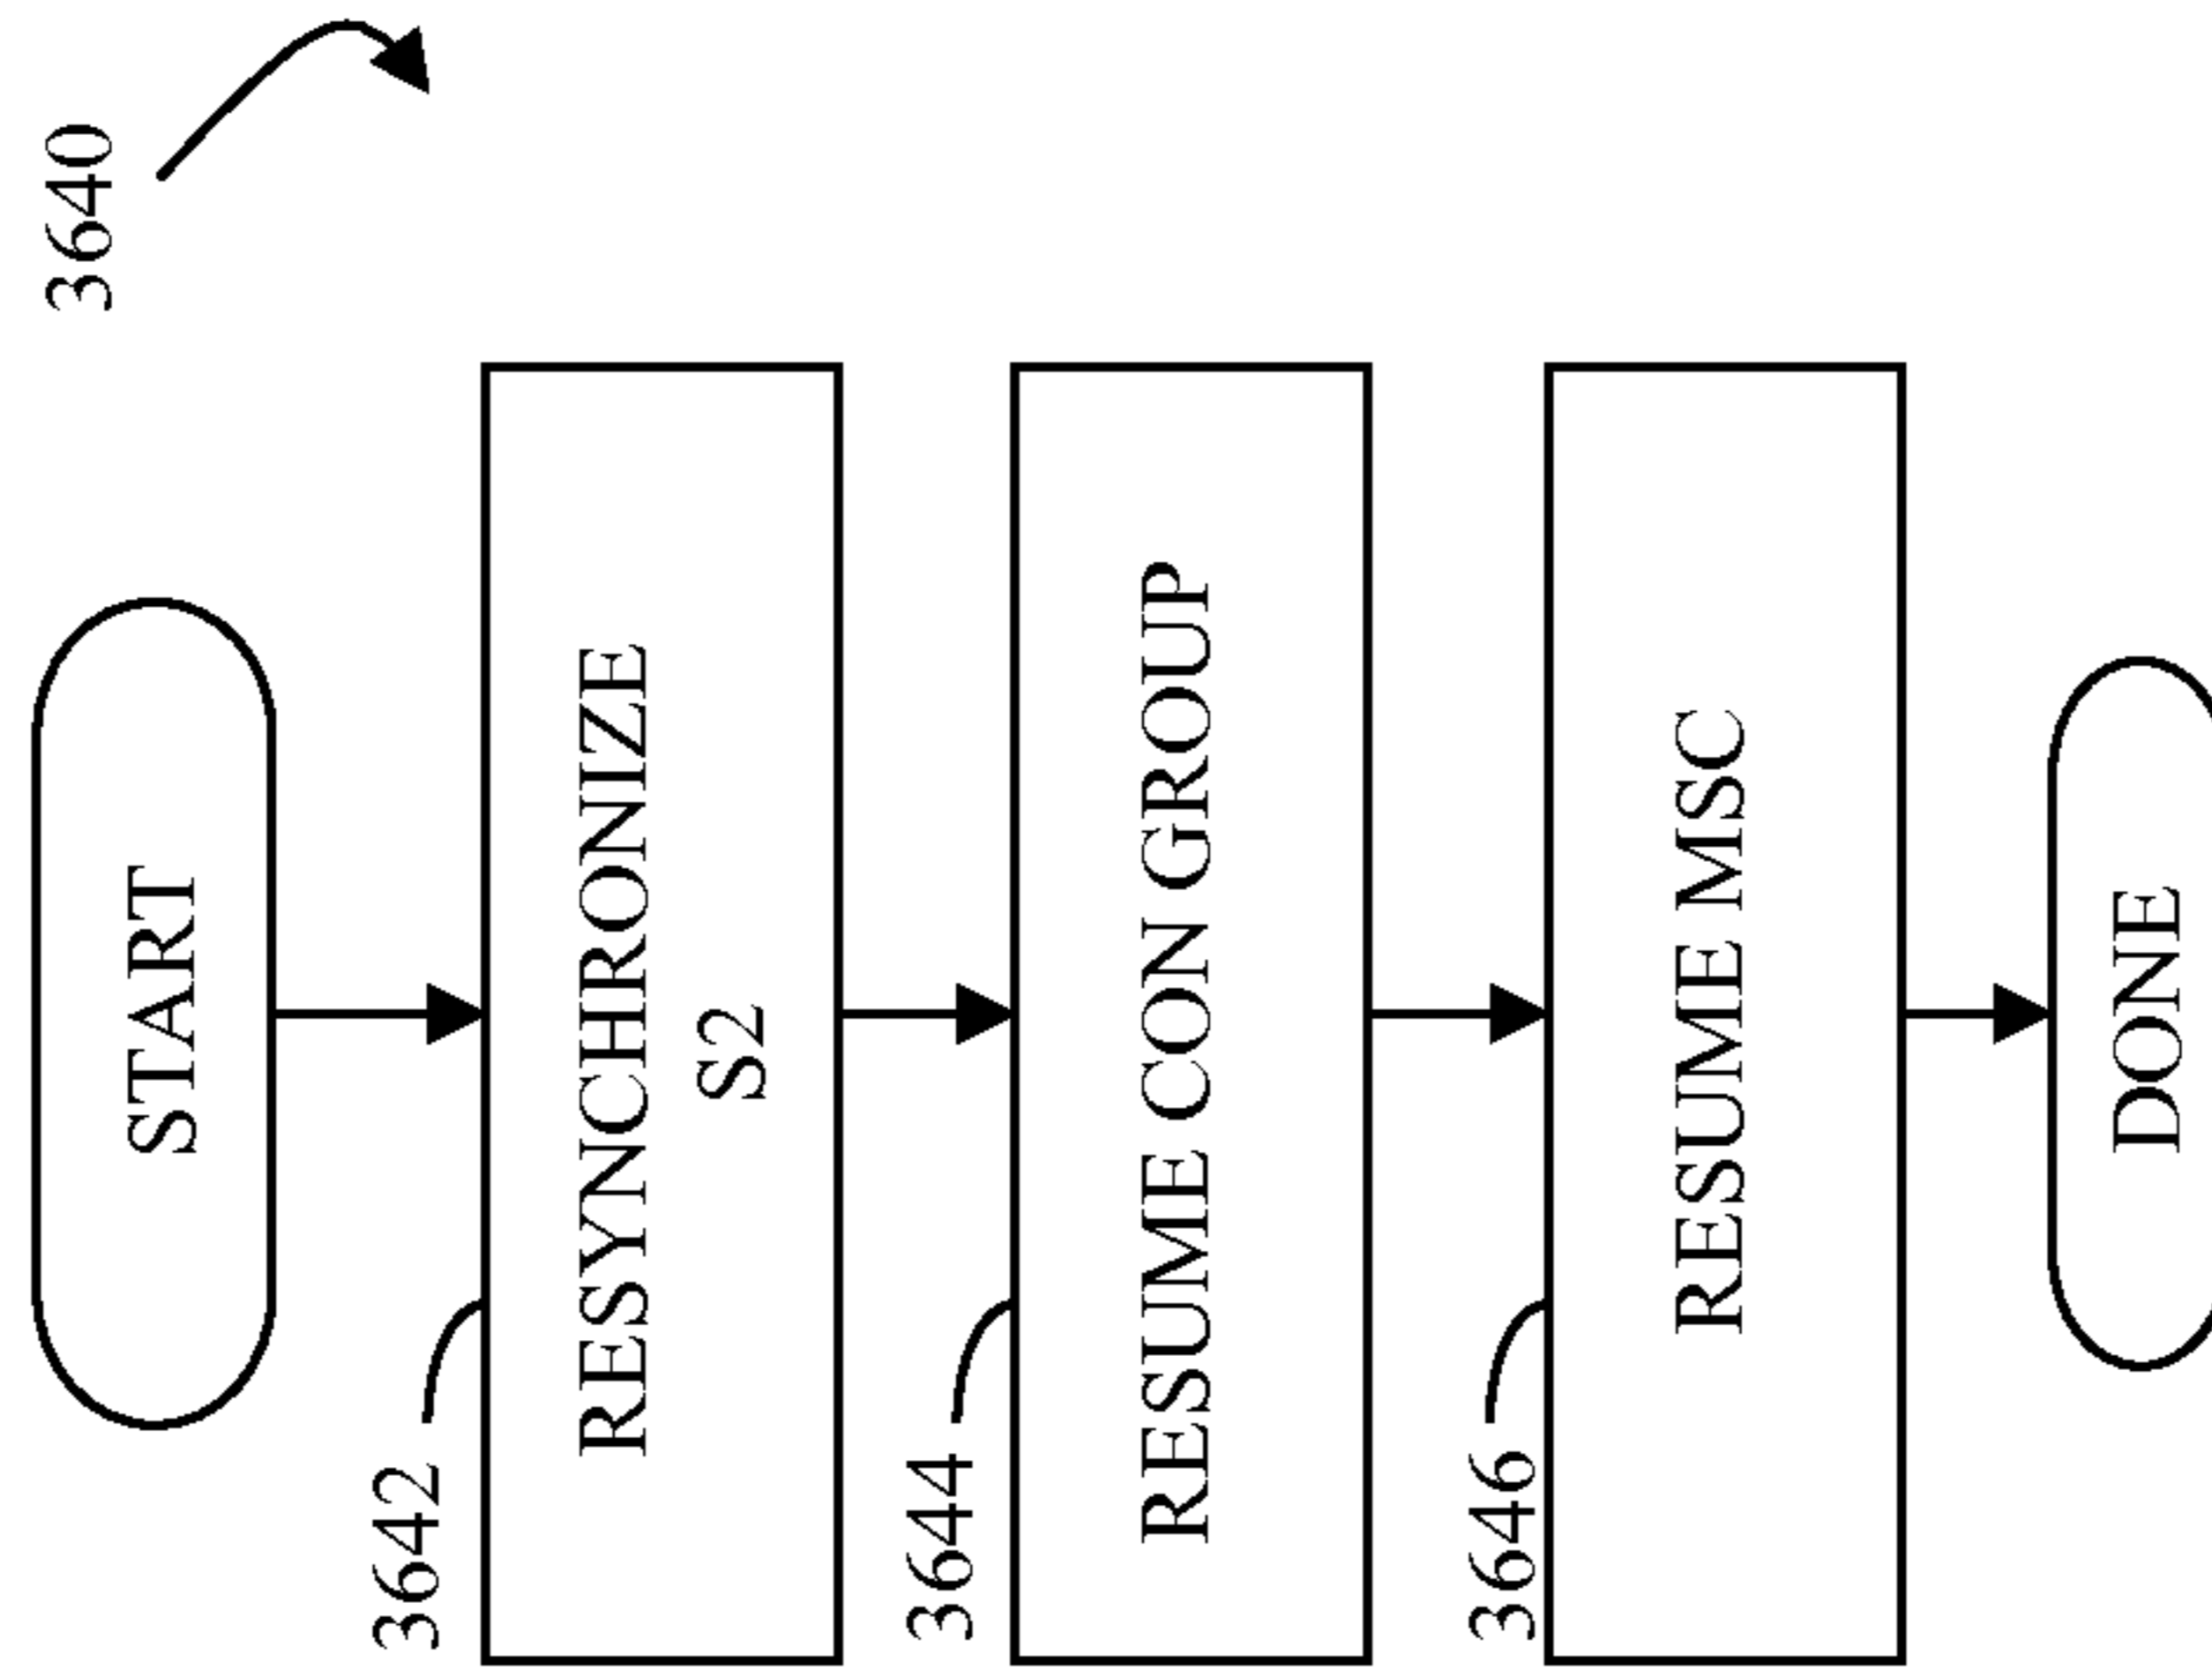 3640
START
3642
RESYNCHRONIZE
S2
3644
RESUME CON GROUP
3646
RESUME MSC
DONE